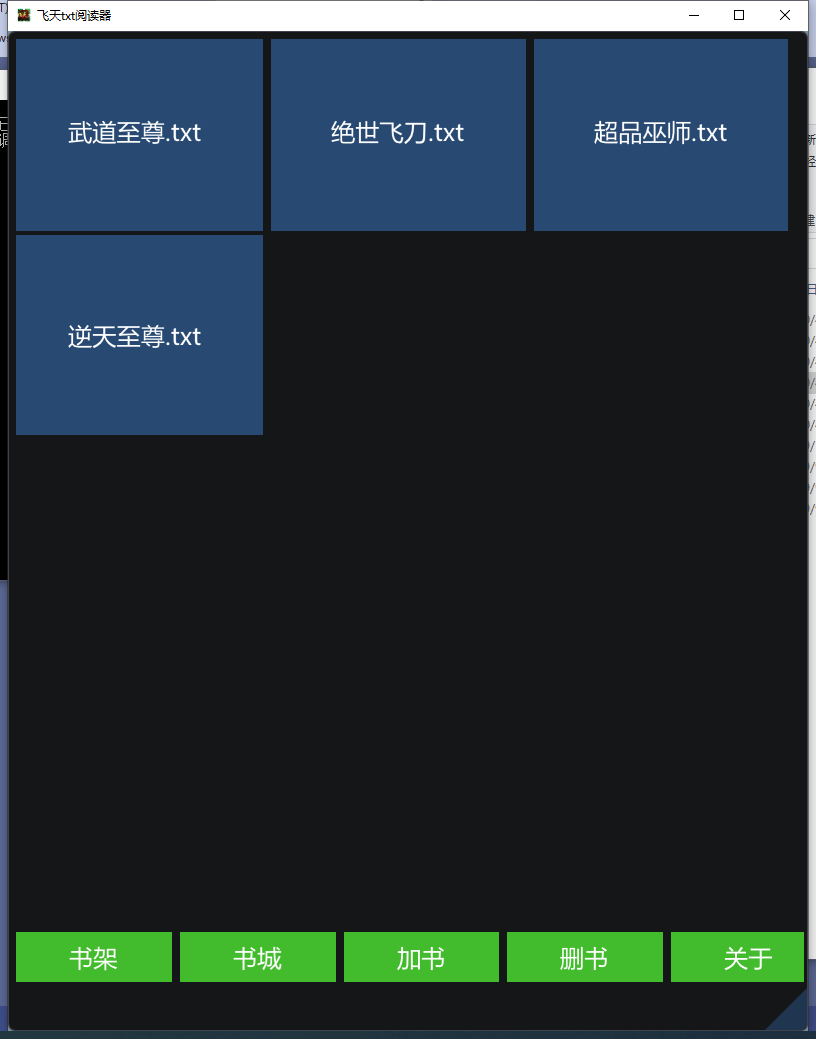 飞天txt阅读器
武道至尊.txt
绝世飞刀.txt
超品巫师.txt
逆天至尊.txt
书架
书城
加书
删书
关于